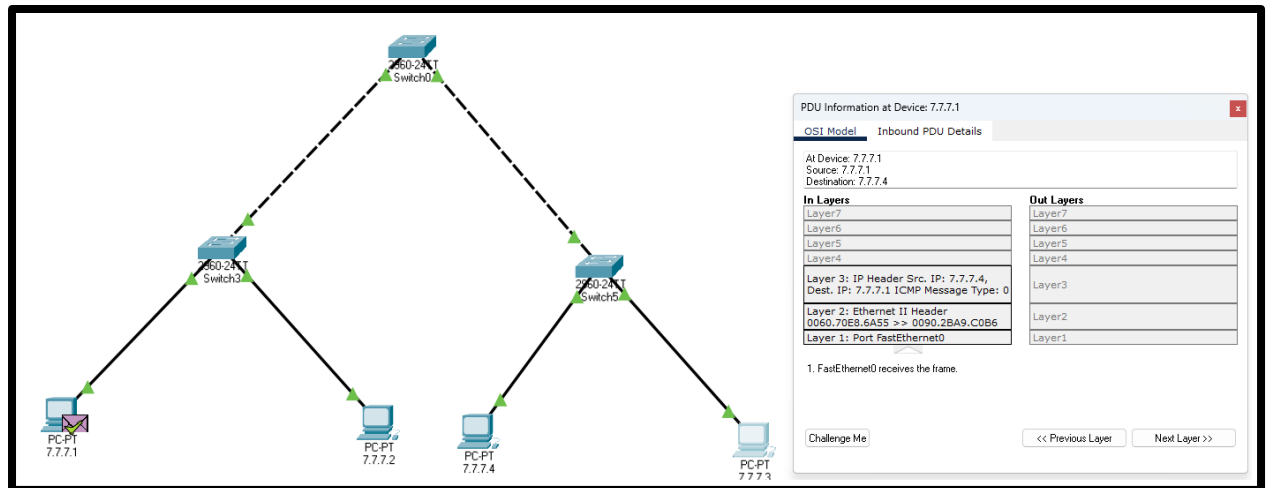 2960-24TT
Switch0
2960-24TT
Switch3
2960-24TT
Switch5
PC-PT
7.7.7.1
PC-PT
7.7.7.2
PC-PT
7.7.7.4
PC-PT
7.7.7.3
PDU Information at Device: 7.7.7.1
x
OSI Model Inbound PDU Details
At Device: 7.7.7.1
Source: 7.7.7.1
Destination: 7.7.7.4
In Layers Out Layers
Layer7 Layer7
Layer6 Layer6
Layer5 Layer5
Layer4 Layer4
Layer 3: IP Header Src. IP: 7.7.7.4,
Dest. IP: 7.7.7.1 ICMP Message Type: 0
Layer3
Layer 2: Ethernet II Header
0060.70E8.6A55 >> 0090.2BA9.C0B6
Layer2
Layer 1: Port FastEthernet0 Layer1
1. FastEthernet0 receives the frame.
Challenge Me << Previous Layer Next Layer >>